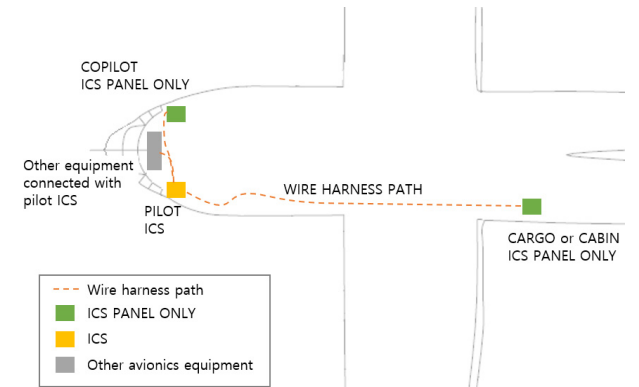 COPILOT
ICS PANEL ONLY
Other equipment
connected with
pilot ICS
PILOT
ICS
WIRE HARNESS PATH
CARGO or CABIN
ICS PANEL ONLY
Wire harness path
ICS PANEL ONLY
ICS
Other avionics equipment